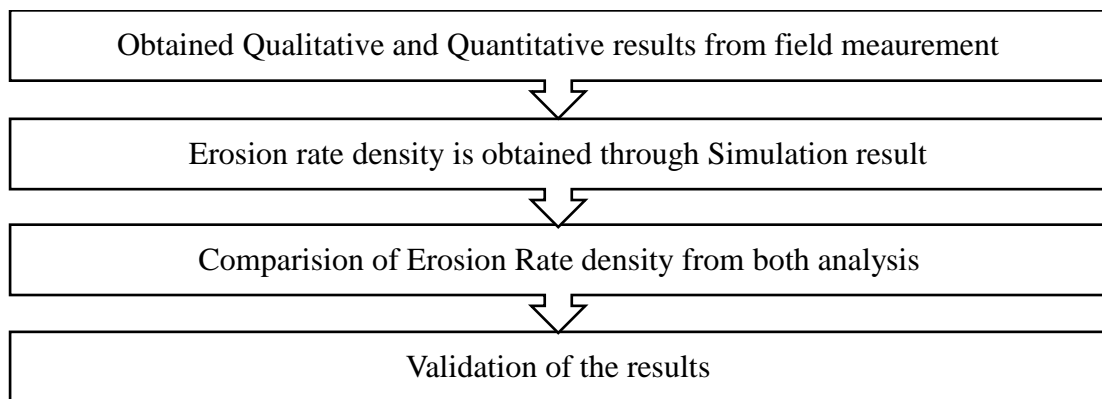 Obtained Qualitative and Quantitative results from field meaurement
Erosion rate density is obtained through Simulation result
Comparision of Erosion Rate density from both analysis
Validation of the results